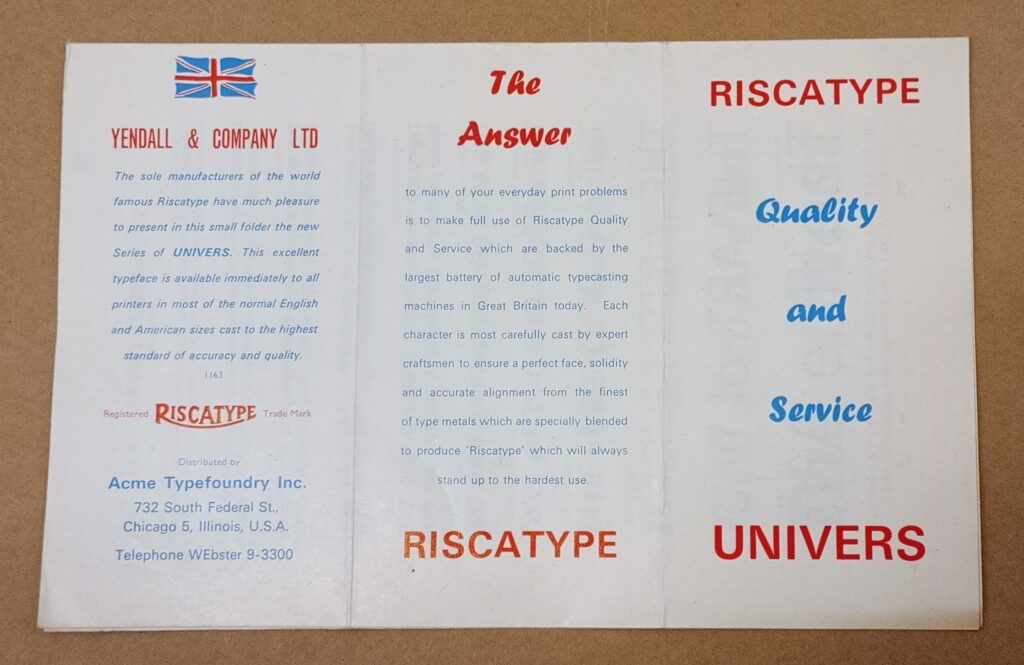 YENDALL & COMPANY LTD
The sole manufacturers of the world
famous Riscatype have much pleasure
to present in this small folder the new
Series of UNIVERS. This excellent
typeface is available immediately to all
printers in most of the normal English
and American sizes cast to the highest
standard of accuracy and quality.
1163
Registered RISCATYPE Trade Mark
Distributed by
Acme Typefoundry Inc.
732 South Federal St.,
Chicago 5, Illinois, U.S.A.
Telephone WEbster 9-3300
The
Answer
to many of your everyday print problems
is to make full use of Riscatype Quality
and Service which are backed by the
largest battery of automatic typecasting
machines in Great Britain today. Each
character is most carefully cast by expert
craftsmen to ensure a perfect face, solidity
and accurate alignment from the finest
of type metals which are specially blended
to produce 'Riscatype' which will always
stand up to the hardest use.
RISCATYPE
RISCATYPE
Quality
and
Service
UNIVERS